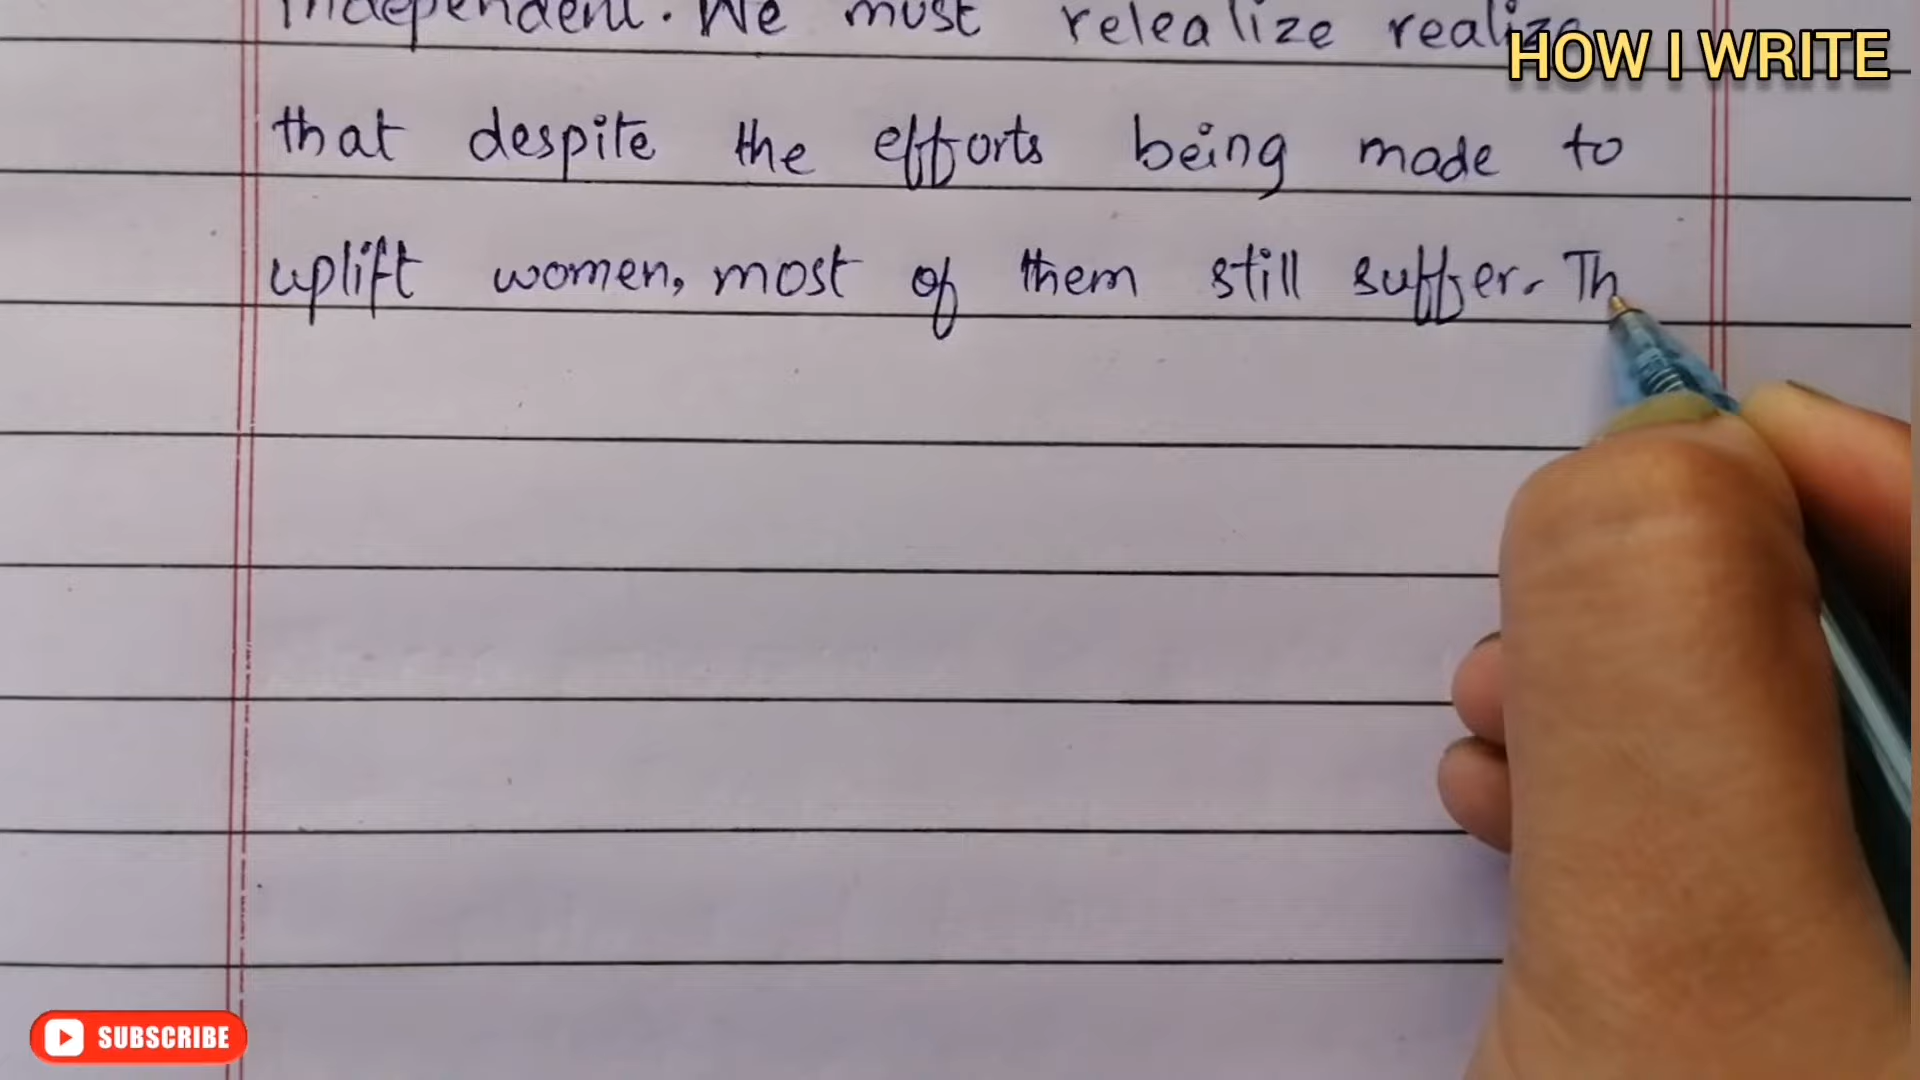 independent. We must relealize realize
HOW I WRITE
that despite the efforts being made to
uplift women, most of them still suffer. Th
SUBSCRIBE